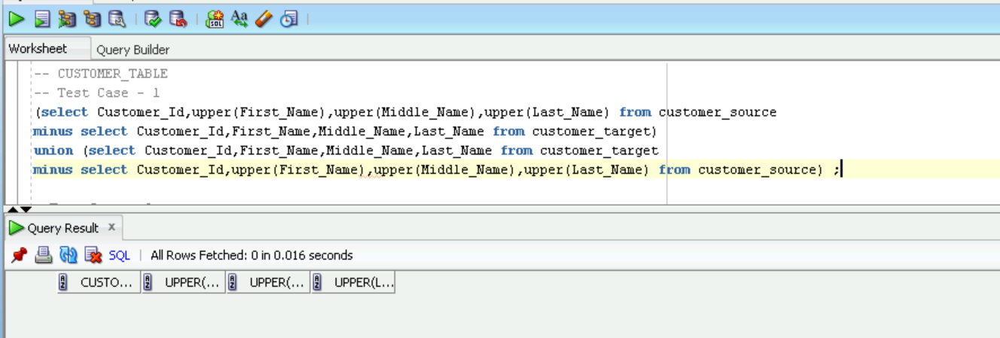 Worksheet Query Builder
-- CUSTOMER_TABLE
-- Test Case - 1
(select Customer_Id,upper(First_Name),upper(Middle_Name),upper(Last_Name) from customer_source
minus select Customer_Id,First_Name,Middle_Name,Last_Name from customer_target)
union (select Customer_Id,First_Name,Middle_Name,Last_Name from customer_target
minus select Customer_Id,upper(First_Name),upper(Middle_Name),upper(Last_Name) from customer_source) ;
Query Result x
SQL | All Rows Fetched: 0 in 0.016 seconds
CUSTO... UPPER(... UPPER(... UPPER(L...